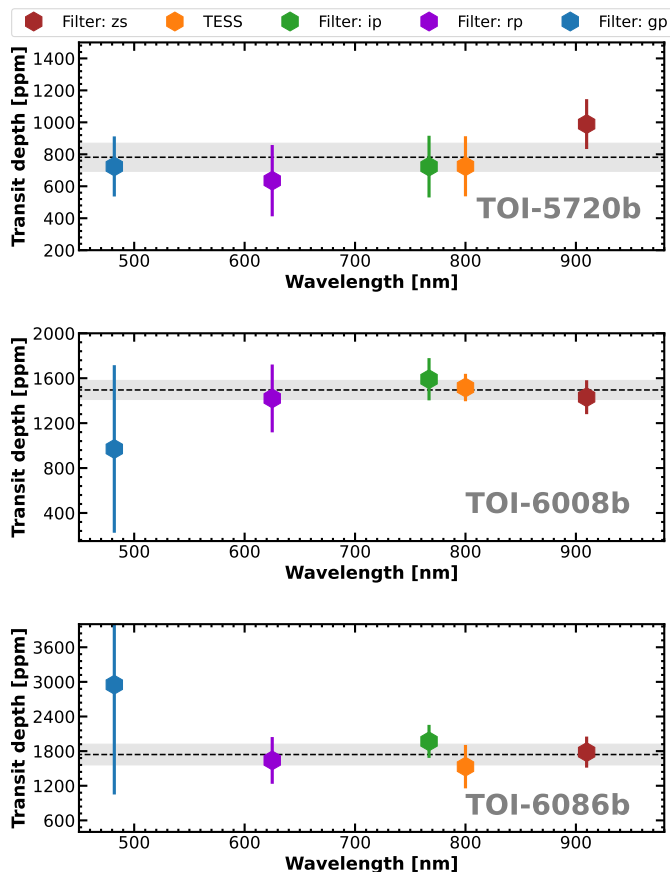 Filter: zs TESS Filter: ip Filter: rp Filter: gp
1400
1200
1000
800
600
400
200
Transit depth [ppm]
TOI-5720b
500 600 700 800 900
Wavelength [nm]
2000
1600
1200
800
400
Transit depth [ppm]
TOI-6008b
500 600 700 800 900
Wavelength [nm]
3600
3000
2400
1800
1200
600
Transit depth [ppm]
TOI-6086b
500 600 700 800 900
Wavelength [nm]